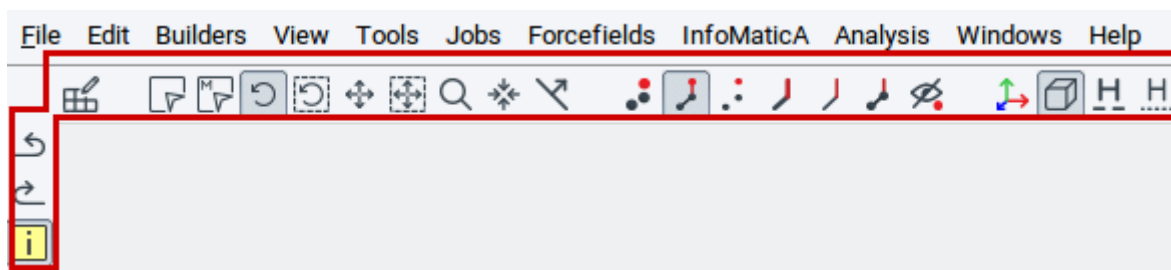 File Edit Builders View Tools Jobs Forcefields InfoMaticA Analysis Windows Help
M H H
i